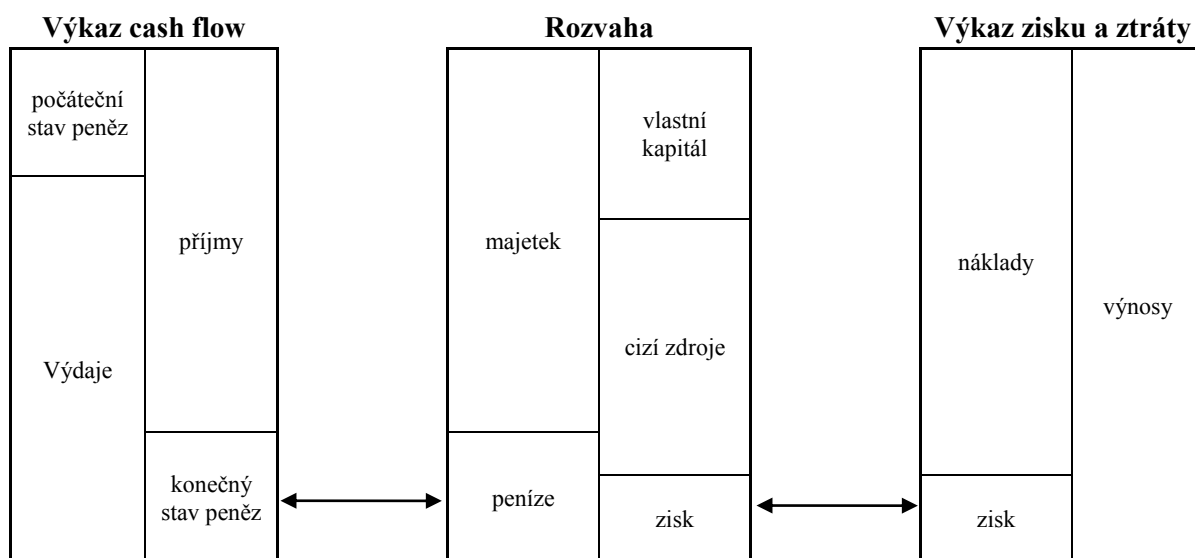 Výkaz cash flow
Rozvaha
Výkaz zisku a ztráty
počáteční
stav peněz
Výdaje
příjmy
konečný
stav peněz
majetek
peníze
vlastní
kapitál
cizí zdroje
zisk
náklady
zisk
výnosy